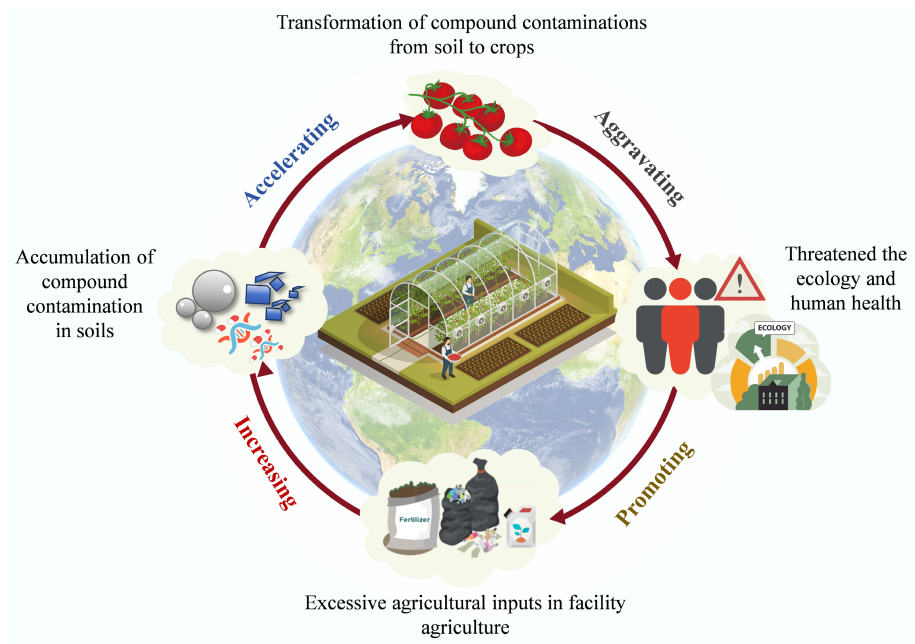 Transformation of compound contaminations
from soil to crops
Accelerating
Aggravating
Accumulation of
compound
contamination
in soils
Threatened the
ecology and
human health
!
ECOLOGY
Increasing
Promoting
Fertilizer
Excessive agricultural inputs in facility
agriculture